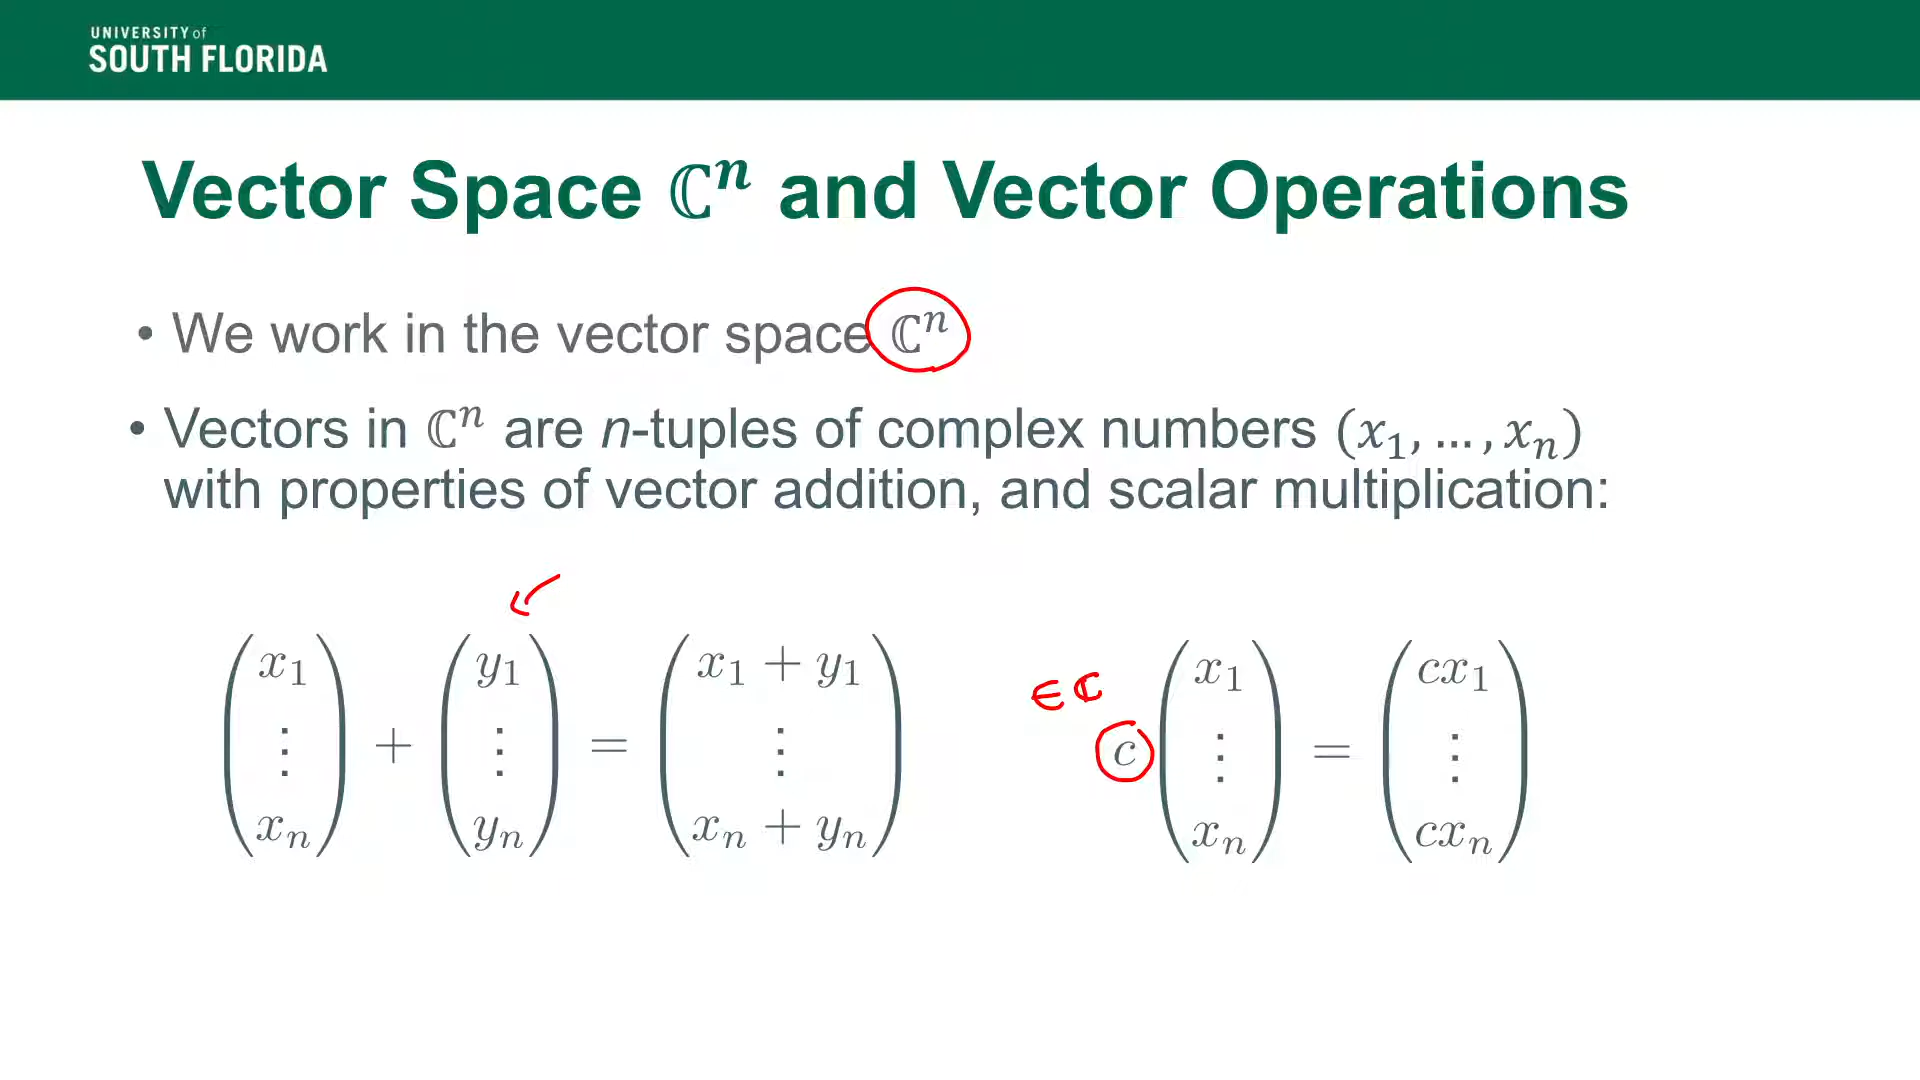 UNIVERSITY of
SOUTH FLORIDA
Vector Space ℂⁿ and Vector Operations
• We work in the vector space ℂⁿ
• Vectors in ℂⁿ are n-tuples of complex numbers (x₁, … , xₙ)
with properties of vector addition, and scalar multiplication:
∈ ℂ
x₁ y₁ x₁ + y₁ x₁ cx₁
⋮ + ⋮ = ⋮ c ⋮ = ⋮
xₙ yₙ xₙ + yₙ xₙ cxₙ